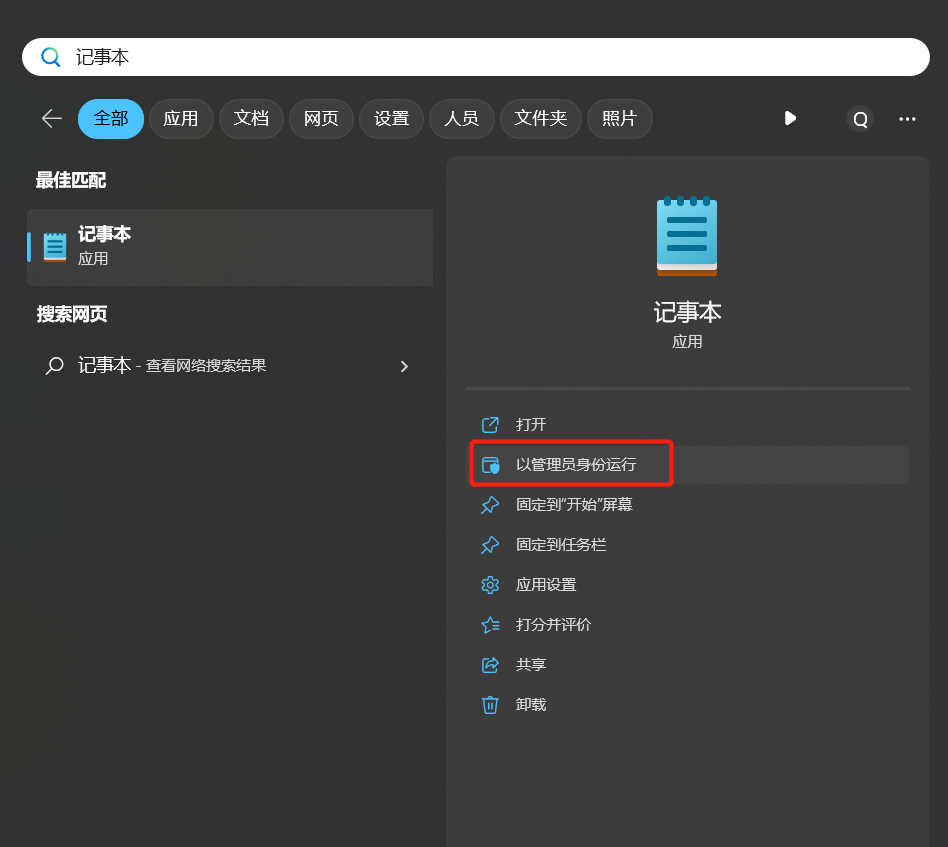 记事本
全部 应用 文档 网页 设置 人员 文件夹 照片 Q
最佳匹配
记事本
应用
搜索网页
记事本 - 查看网络搜索结果
记事本
应用
打开
以管理员身份运行
固定到“开始”屏幕
固定到任务栏
应用设置
打分并评价
共享
卸载